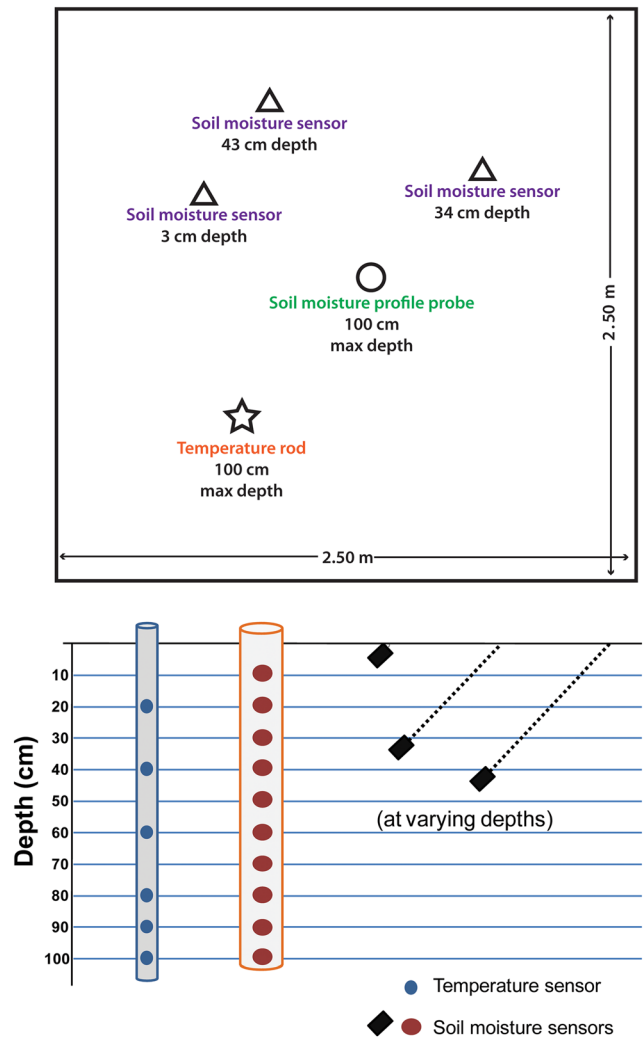 Soil moisture sensor
43 cm depth
Soil moisture sensor
34 cm depth
Soil moisture sensor
3 cm depth
Soil moisture profile probe
100 cm
max depth
Temperature rod
100 cm
max depth
2.50 m
2.50 m
Depth (cm)
10
20
30
40
50
60
70
80
90
100
(at varying depths)
Temperature sensor
Soil moisture sensors